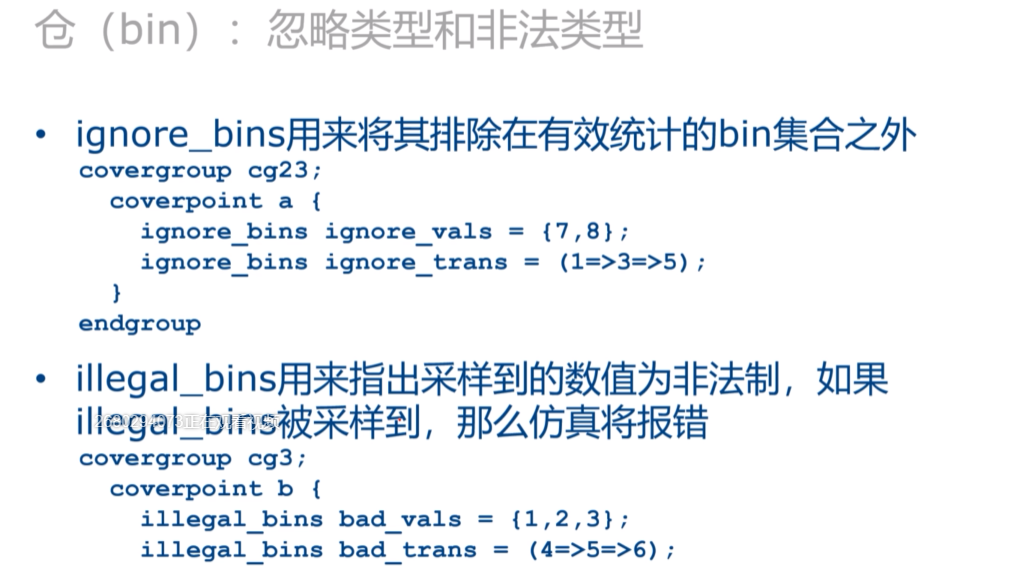 仓（bin）：忽略类型和非法类型
• ignore_bins用来将其排除在有效统计的bin集合之外
covergroup cg23;
coverpoint a {
ignore_bins ignore_vals = {7,8};
ignore_bins ignore_trans = (1=>3=>5);
}
endgroup
• illegal_bins用来指出采样到的数值为非法制，如果
illegal_bins被采样到，那么仿真将报错
正在观看视频
covergroup cg3;
coverpoint b {
illegal_bins bad_vals = {1,2,3};
illegal_bins bad_trans = (4=>5=>6);